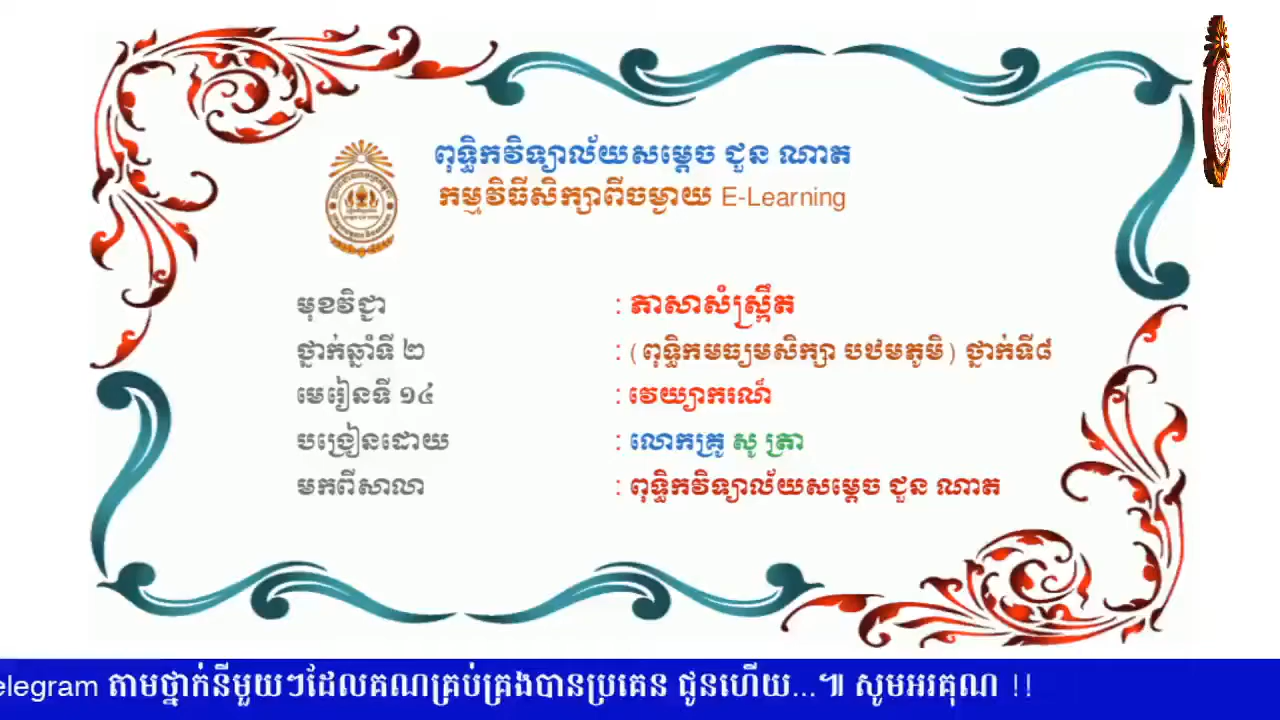 ពុទ្ធិកវិទ្យាល័យសម្តេច ជួន ណាត
កម្មវិធីសិក្សាពីចម្ងាយ E-Learning
មុខវិជ្ជា : ភាសាសំស្ក្រឹត
ថ្នាក់ឆ្នាំទី ២ : (ពុទ្ធិកមធ្យមសិក្សា បឋមភូមិ) ថ្នាក់ទី៨
មេរៀនទី ១៤ : វេយ្យាករណ៍
បង្រៀនដោយ : លោកគ្រូ សូ ត្រា
មកពីសាលា : ពុទ្ធិកវិទ្យាល័យសម្តេច ជួន ណាត
elegram តាមថ្នាក់នីមួយៗដែលគណគ្រប់គ្រងបានប្រគេន ជូនហើយ...៕ សូមអរគុណ !!